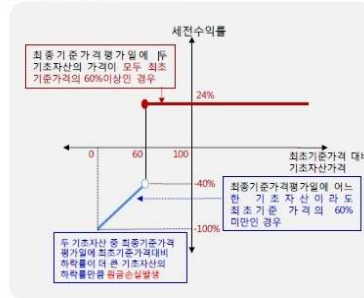 세전수익률
최종기준가격평가일에 두
기초자산의 가격이 모두 최초
기준가격의 60%이상인 경우
24%
0 60 100
최초기준가격 대비
기초자산가격
-40%
최종기준가격평가일에 어느
한 기초자산이라도
최초기준 가격의 60%
미만인 경우
-100%
두 기초자산 중 최종기준가격
평가일에 최초기준가격대비
하락률이 더 큰 기초자산의
하락률만큼 원금손실발생